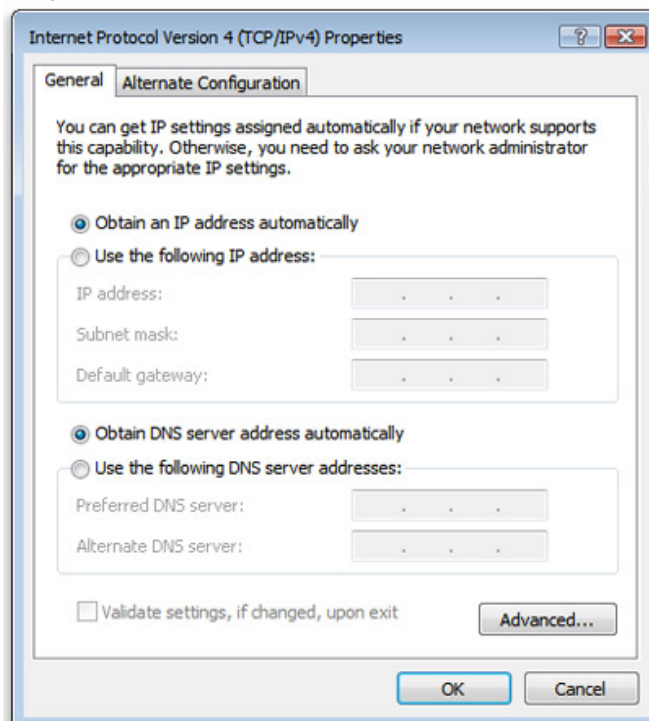 Internet Protocol Version 4 (TCP/IPv4) Properties
General Alternate Configuration
You can get IP settings assigned automatically if your network supports
this capability. Otherwise, you need to ask your network administrator
for the appropriate IP settings.
Obtain an IP address automatically
Use the following IP address:
IP address:
Subnet mask:
Default gateway:
Obtain DNS server address automatically
Use the following DNS server addresses:
Preferred DNS server:
Alternate DNS server:
Validate settings, if changed, upon exit
Advanced...
OK Cancel